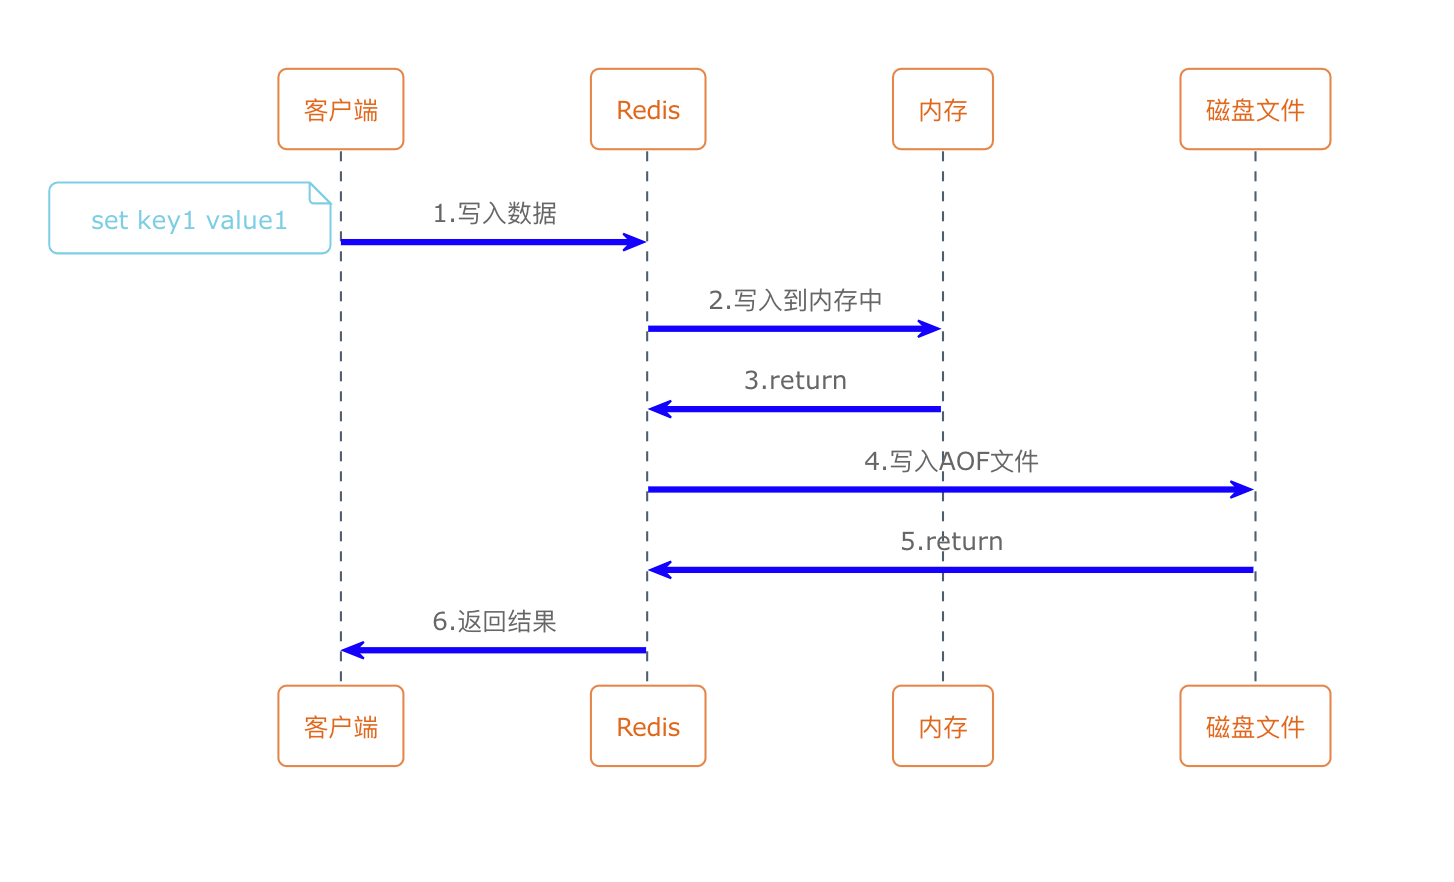 客户端
Redis
内存
磁盘文件
set key1 value1
1.写入数据
2.写入到内存中
3.return
4.写入AOF文件
5.return
6.返回结果
客户端
Redis
内存
磁盘文件